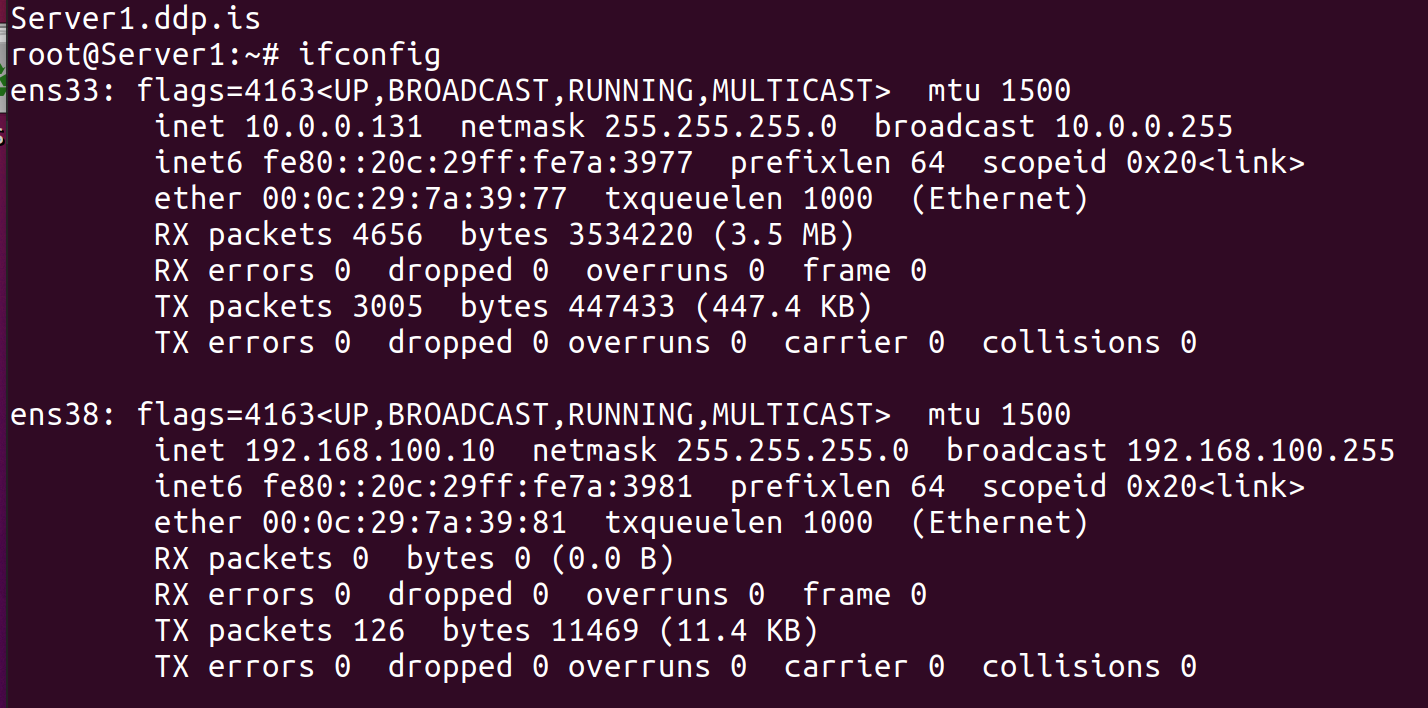 Server1.ddp.is
root@Server1:~# ifconfig
ens33: flags=4163<UP,BROADCAST,RUNNING,MULTICAST>  mtu 1500
        inet 10.0.0.131  netmask 255.255.255.0  broadcast 10.0.0.255
        inet6 fe80::20c:29ff:fe7a:3977  prefixlen 64  scopeid 0x20<link>
        ether 00:0c:29:7a:39:77  txqueuelen 1000  (Ethernet)
        RX packets 4656  bytes 3534220 (3.5 MB)
        RX errors 0  dropped 0  overruns 0  frame 0
        TX packets 3005  bytes 447433 (447.4 KB)
        TX errors 0  dropped 0 overruns 0  carrier 0  collisions 0

ens38: flags=4163<UP,BROADCAST,RUNNING,MULTICAST>  mtu 1500
        inet 192.168.100.10  netmask 255.255.255.0  broadcast 192.168.100.255
        inet6 fe80::20c:29ff:fe7a:3981  prefixlen 64  scopeid 0x20<link>
        ether 00:0c:29:7a:39:81  txqueuelen 1000  (Ethernet)
        RX packets 0  bytes 0 (0.0 B)
        RX errors 0  dropped 0  overruns 0  frame 0
        TX packets 126  bytes 11469 (11.4 KB)
        TX errors 0  dropped 0 overruns 0  carrier 0  collisions 0